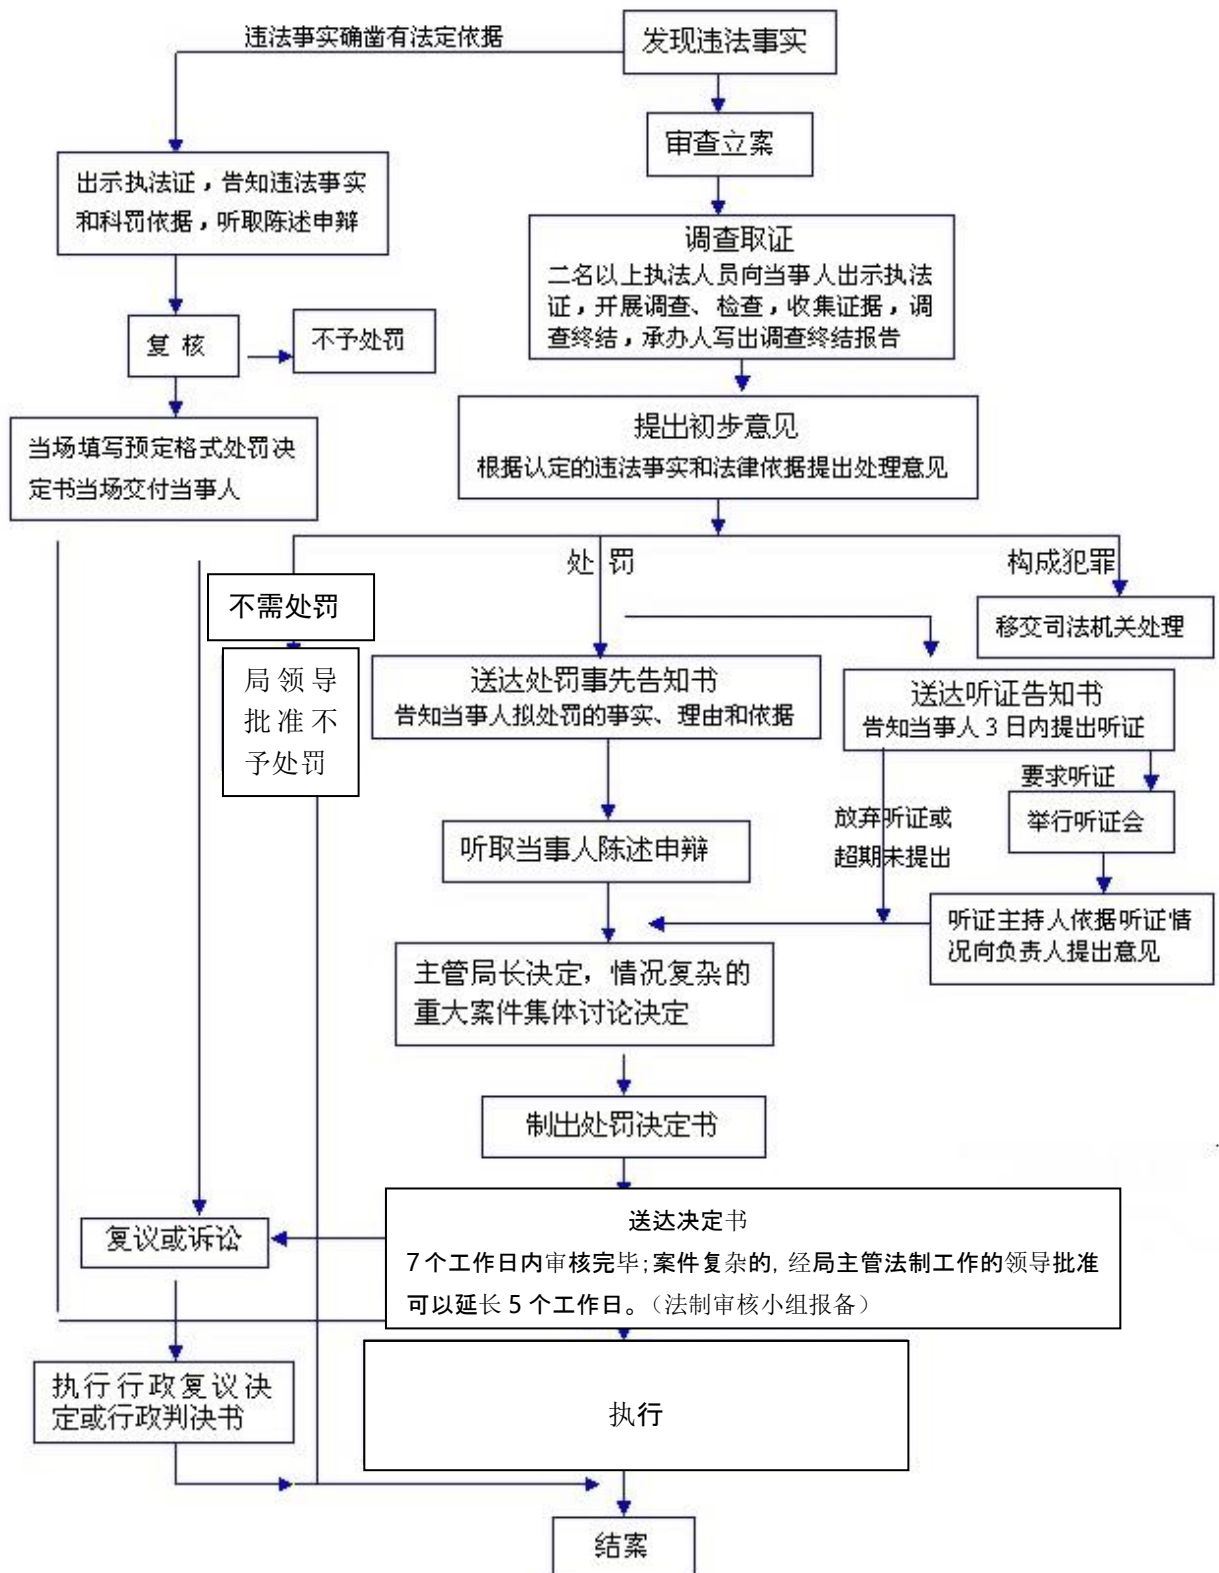 违法事实确凿有法定依据
发现违法事实
审查立案
出示执法证，告知违法事实
和科罚依据，听取陈述申辩
调查取证
二名以上执法人员向当事人出示执法
证，开展调查、检查，收集证据，调
查终结，承办人写出调查终结报告
复 核
不予处罚
提出初步意见
根据认定的违法事实和法律依据提出处理意见
当场填写预定格式处罚决
定书当场交付当事人
处 罚
构成犯罪
不需处罚
移交司法机关处理
局领导
批准不
予处罚
送达处罚事先告知书
告知当事人拟处罚的事实、理由和依据
送达听证告知书
告知当事人3日内提出听证
要求听证
放弃听证或
超期未提出
举行听证会
听取当事人陈述申辩
听证主持人依据听证情
况向负责人提出意见
主管局长决定，情况复杂的
重大案件集体讨论决定
制出处罚决定书
送达决定书
7个工作日内审核完毕；案件复杂的，经局主管法制工作的领导批准
可以延长5个工作日。（法制审核小组报备）
复议或诉讼
执行行政复议决
定或行政判决书
执行
结案